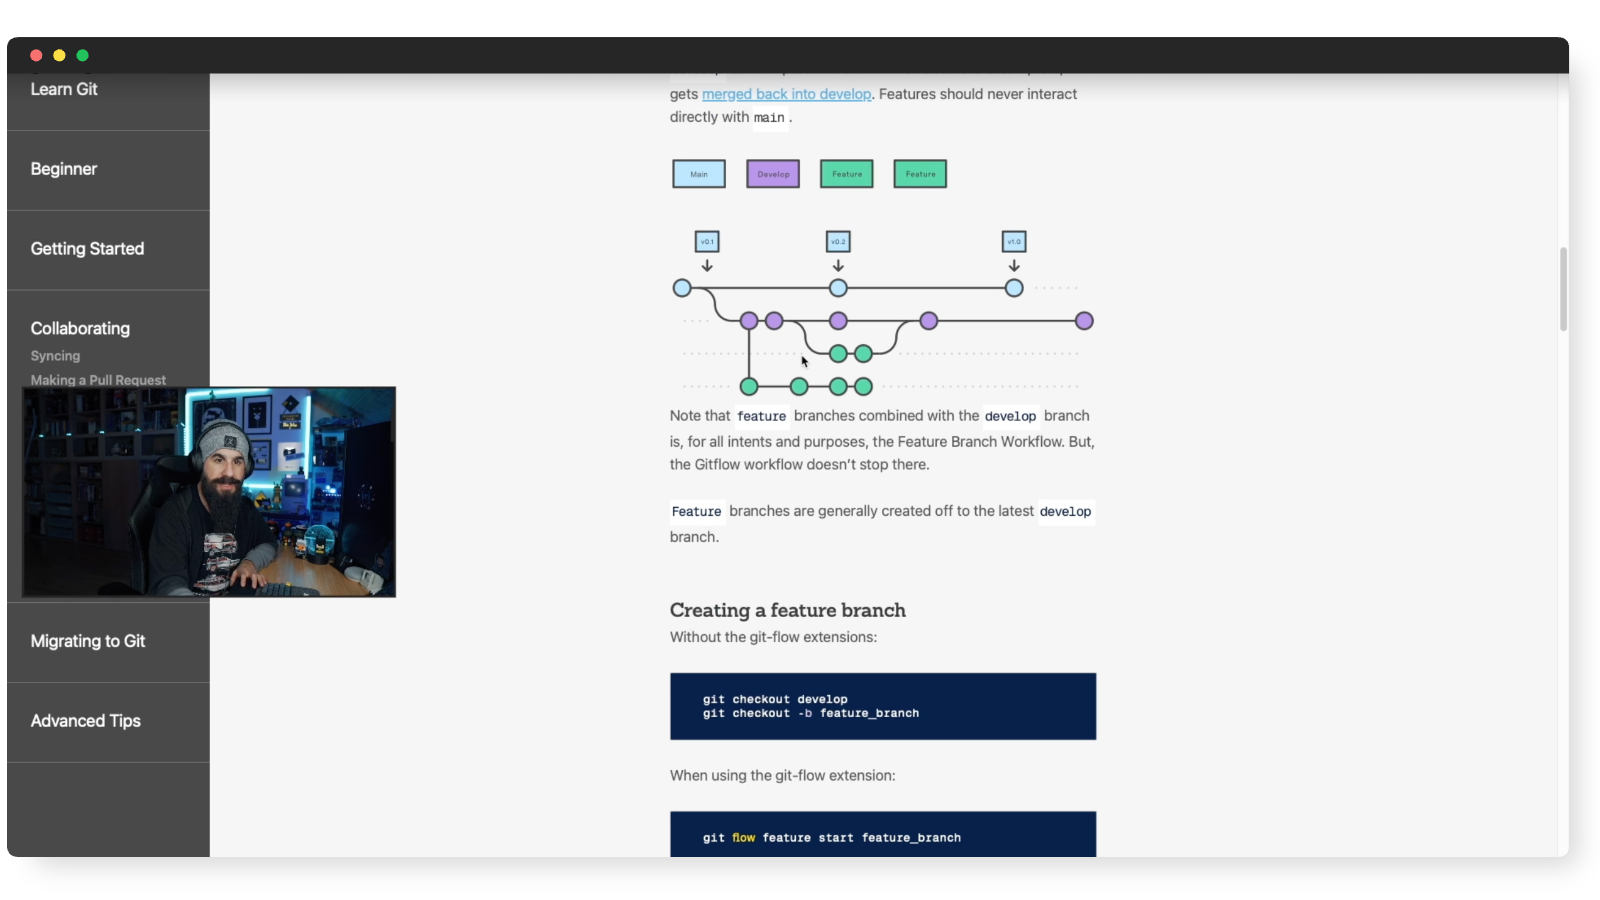 Learn Git
Beginner
Getting Started
Collaborating
Syncing
Making a Pull Request
Migrating to Git
Advanced Tips
gets merged back into develop. Features should never interact
directly with main .
Main Develop Feature Feature
v0.1 v0.2 v1.0
Note that feature branches combined with the develop branch
is, for all intents and purposes, the Feature Branch Workflow. But,
the Gitflow workflow doesn’t stop there.
Feature branches are generally created off to the latest develop
branch.
Creating a feature branch
Without the git-flow extensions:
git checkout develop
git checkout -b feature_branch
When using the git-flow extension:
git flow feature start feature_branch